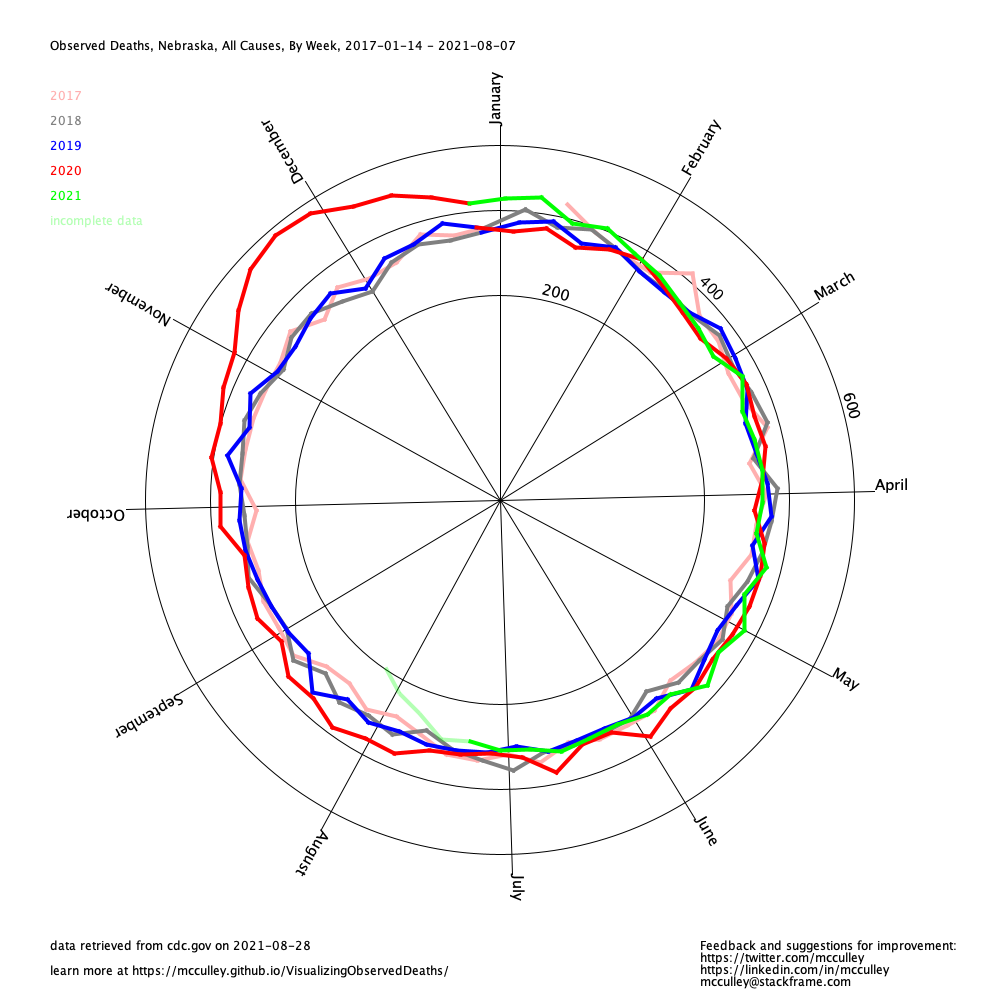 Observed Deaths, Nebraska, All Causes, By Week, 2017-01-14 - 2021-08-07
2017
2018
2019
2020
2021
incomplete data
January
February
March
April
May
June
July
August
September
October
November
December
200
400
600
data retrieved from cdc.gov on 2021-08-28
learn more at https://mcculley.github.io/VisualizingObservedDeaths/
Feedback and suggestions for improvement:
https://twitter.com/mcculley
https://linkedin.com/in/mcculley
mcculley@stackframe.com